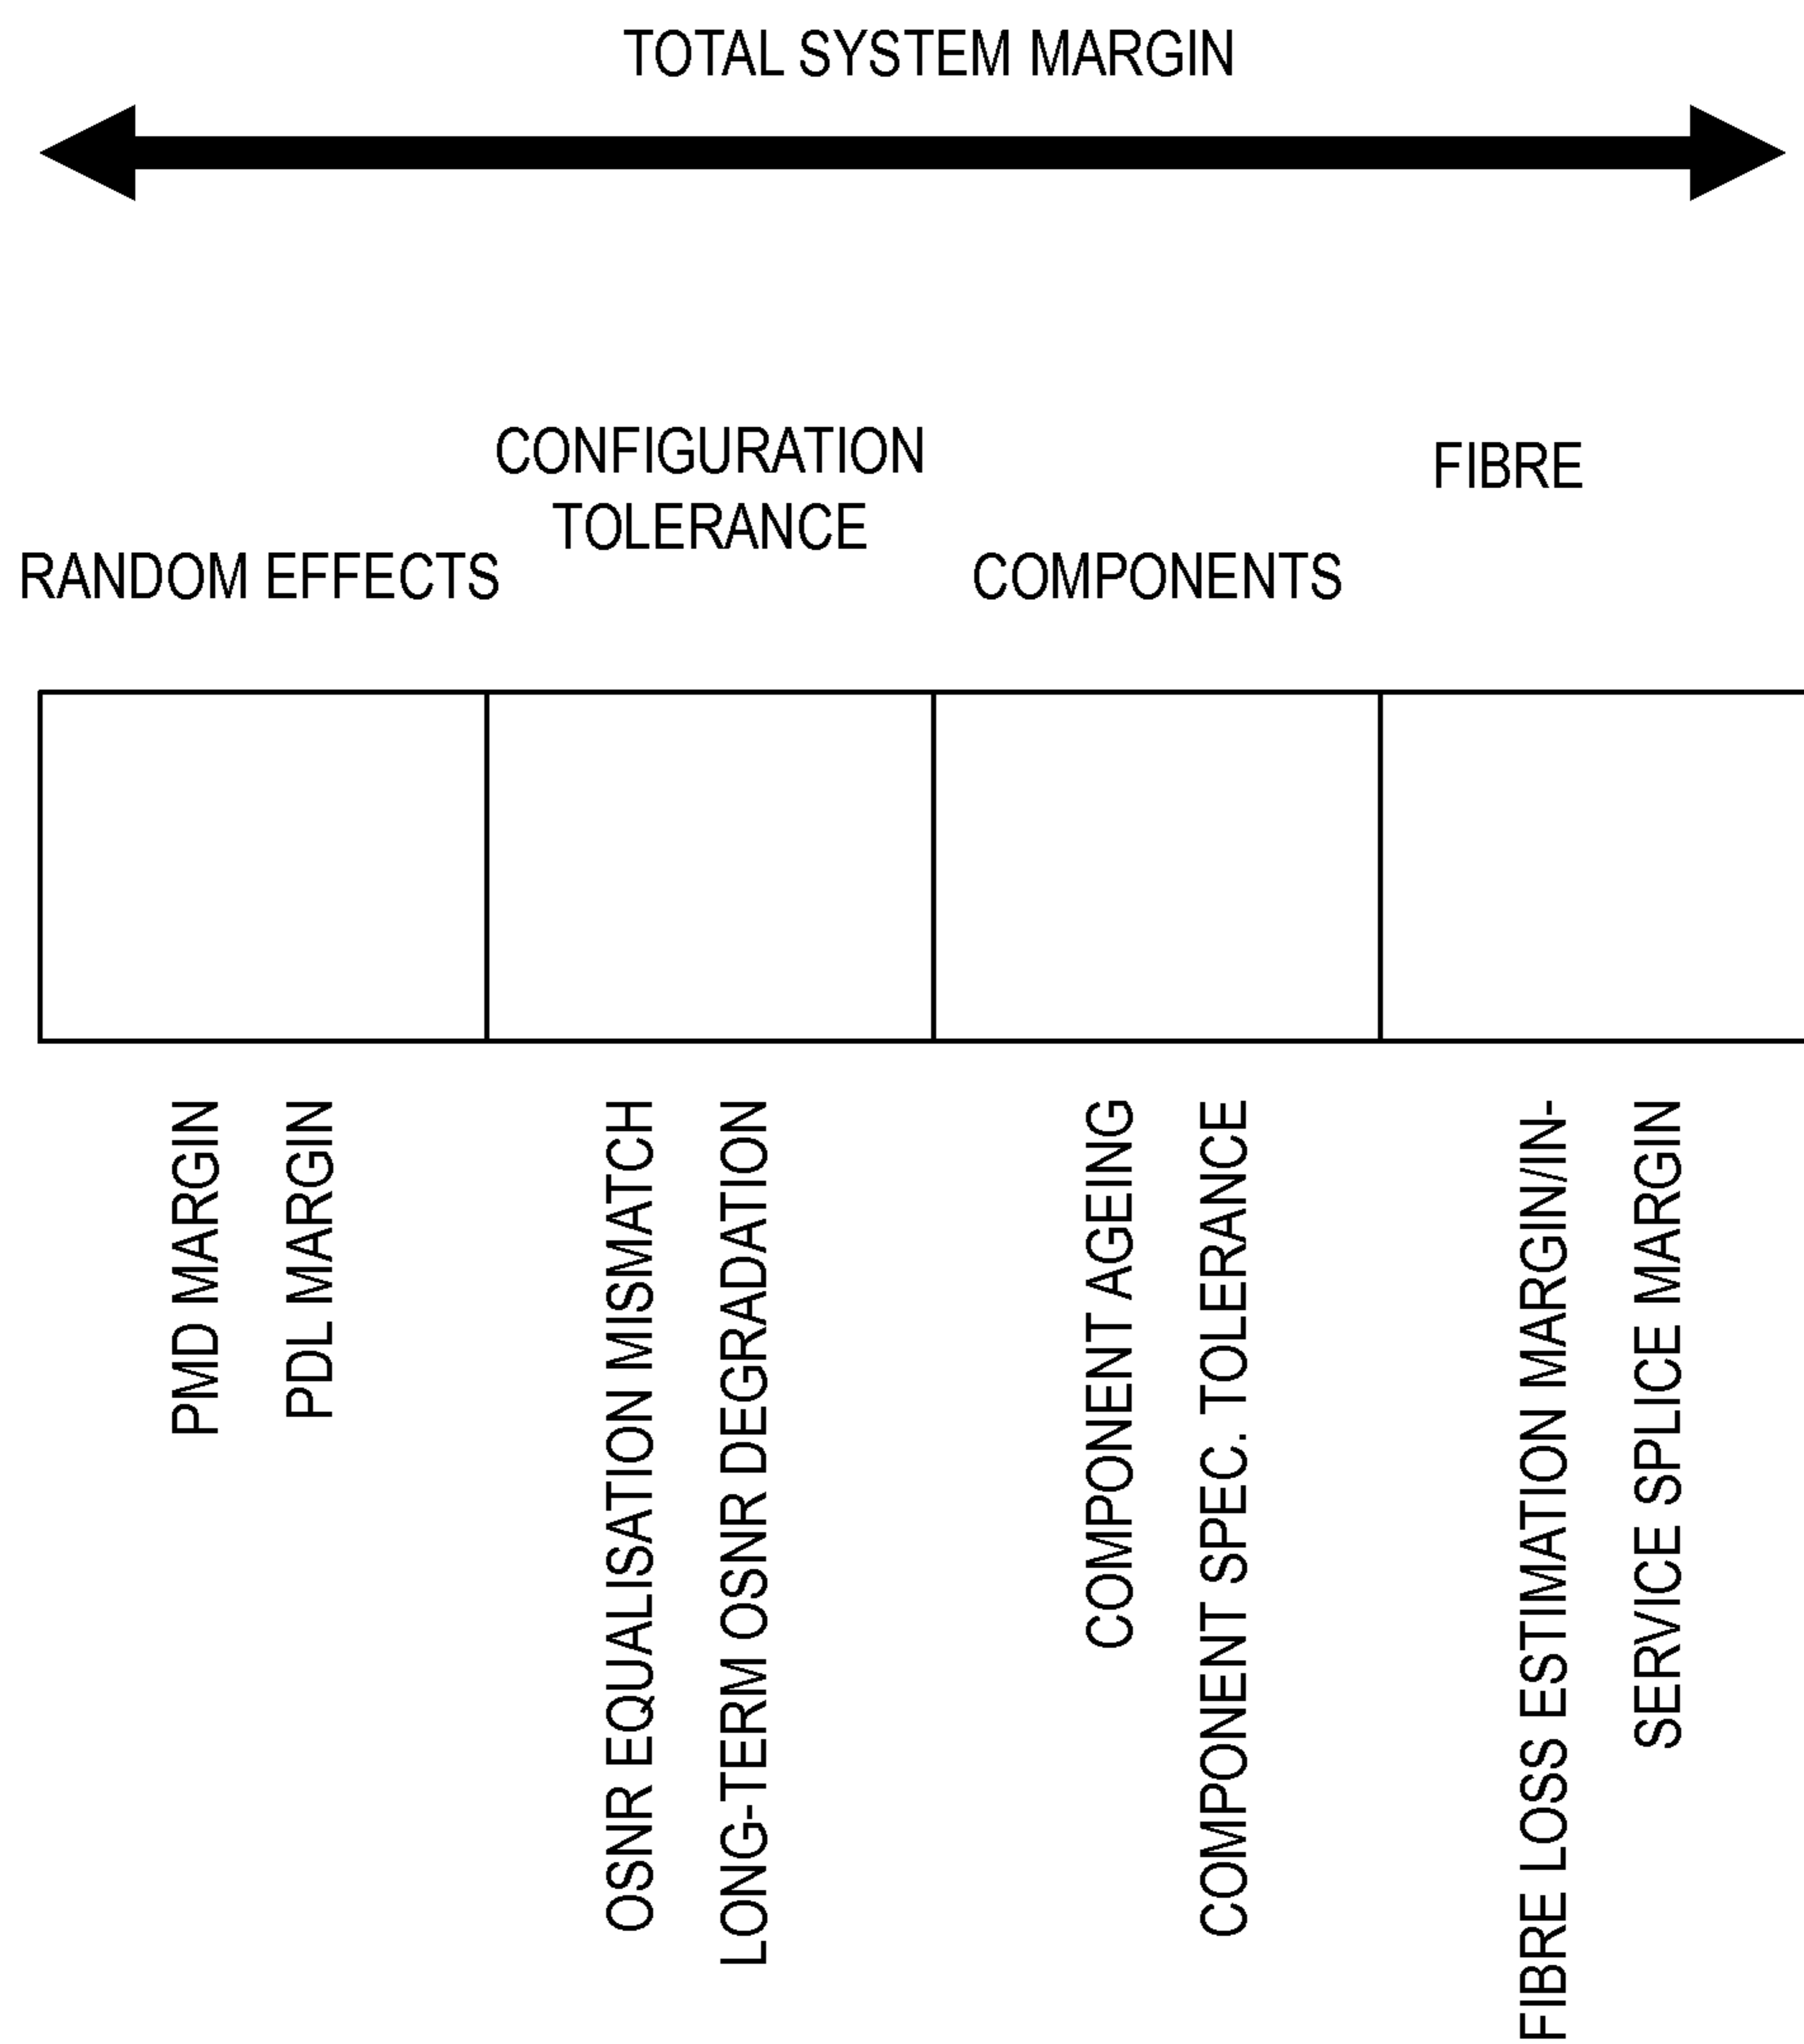 TOTAL SYSTEM MARGIN
RANDOM EFFECTS
CONFIGURATION
TOLERANCE
COMPONENTS
FIBRE
PMD MARGIN
PDL MARGIN
OSNR EQUALISATION MISMATCH
LONG-TERM OSNR DEGRADATION
COMPONENT AGEING
COMPONENT SPEC. TOLERANCE
FIBRE LOSS ESTIMATION MARGIN/IN-
SERVICE SPLICE MARGIN